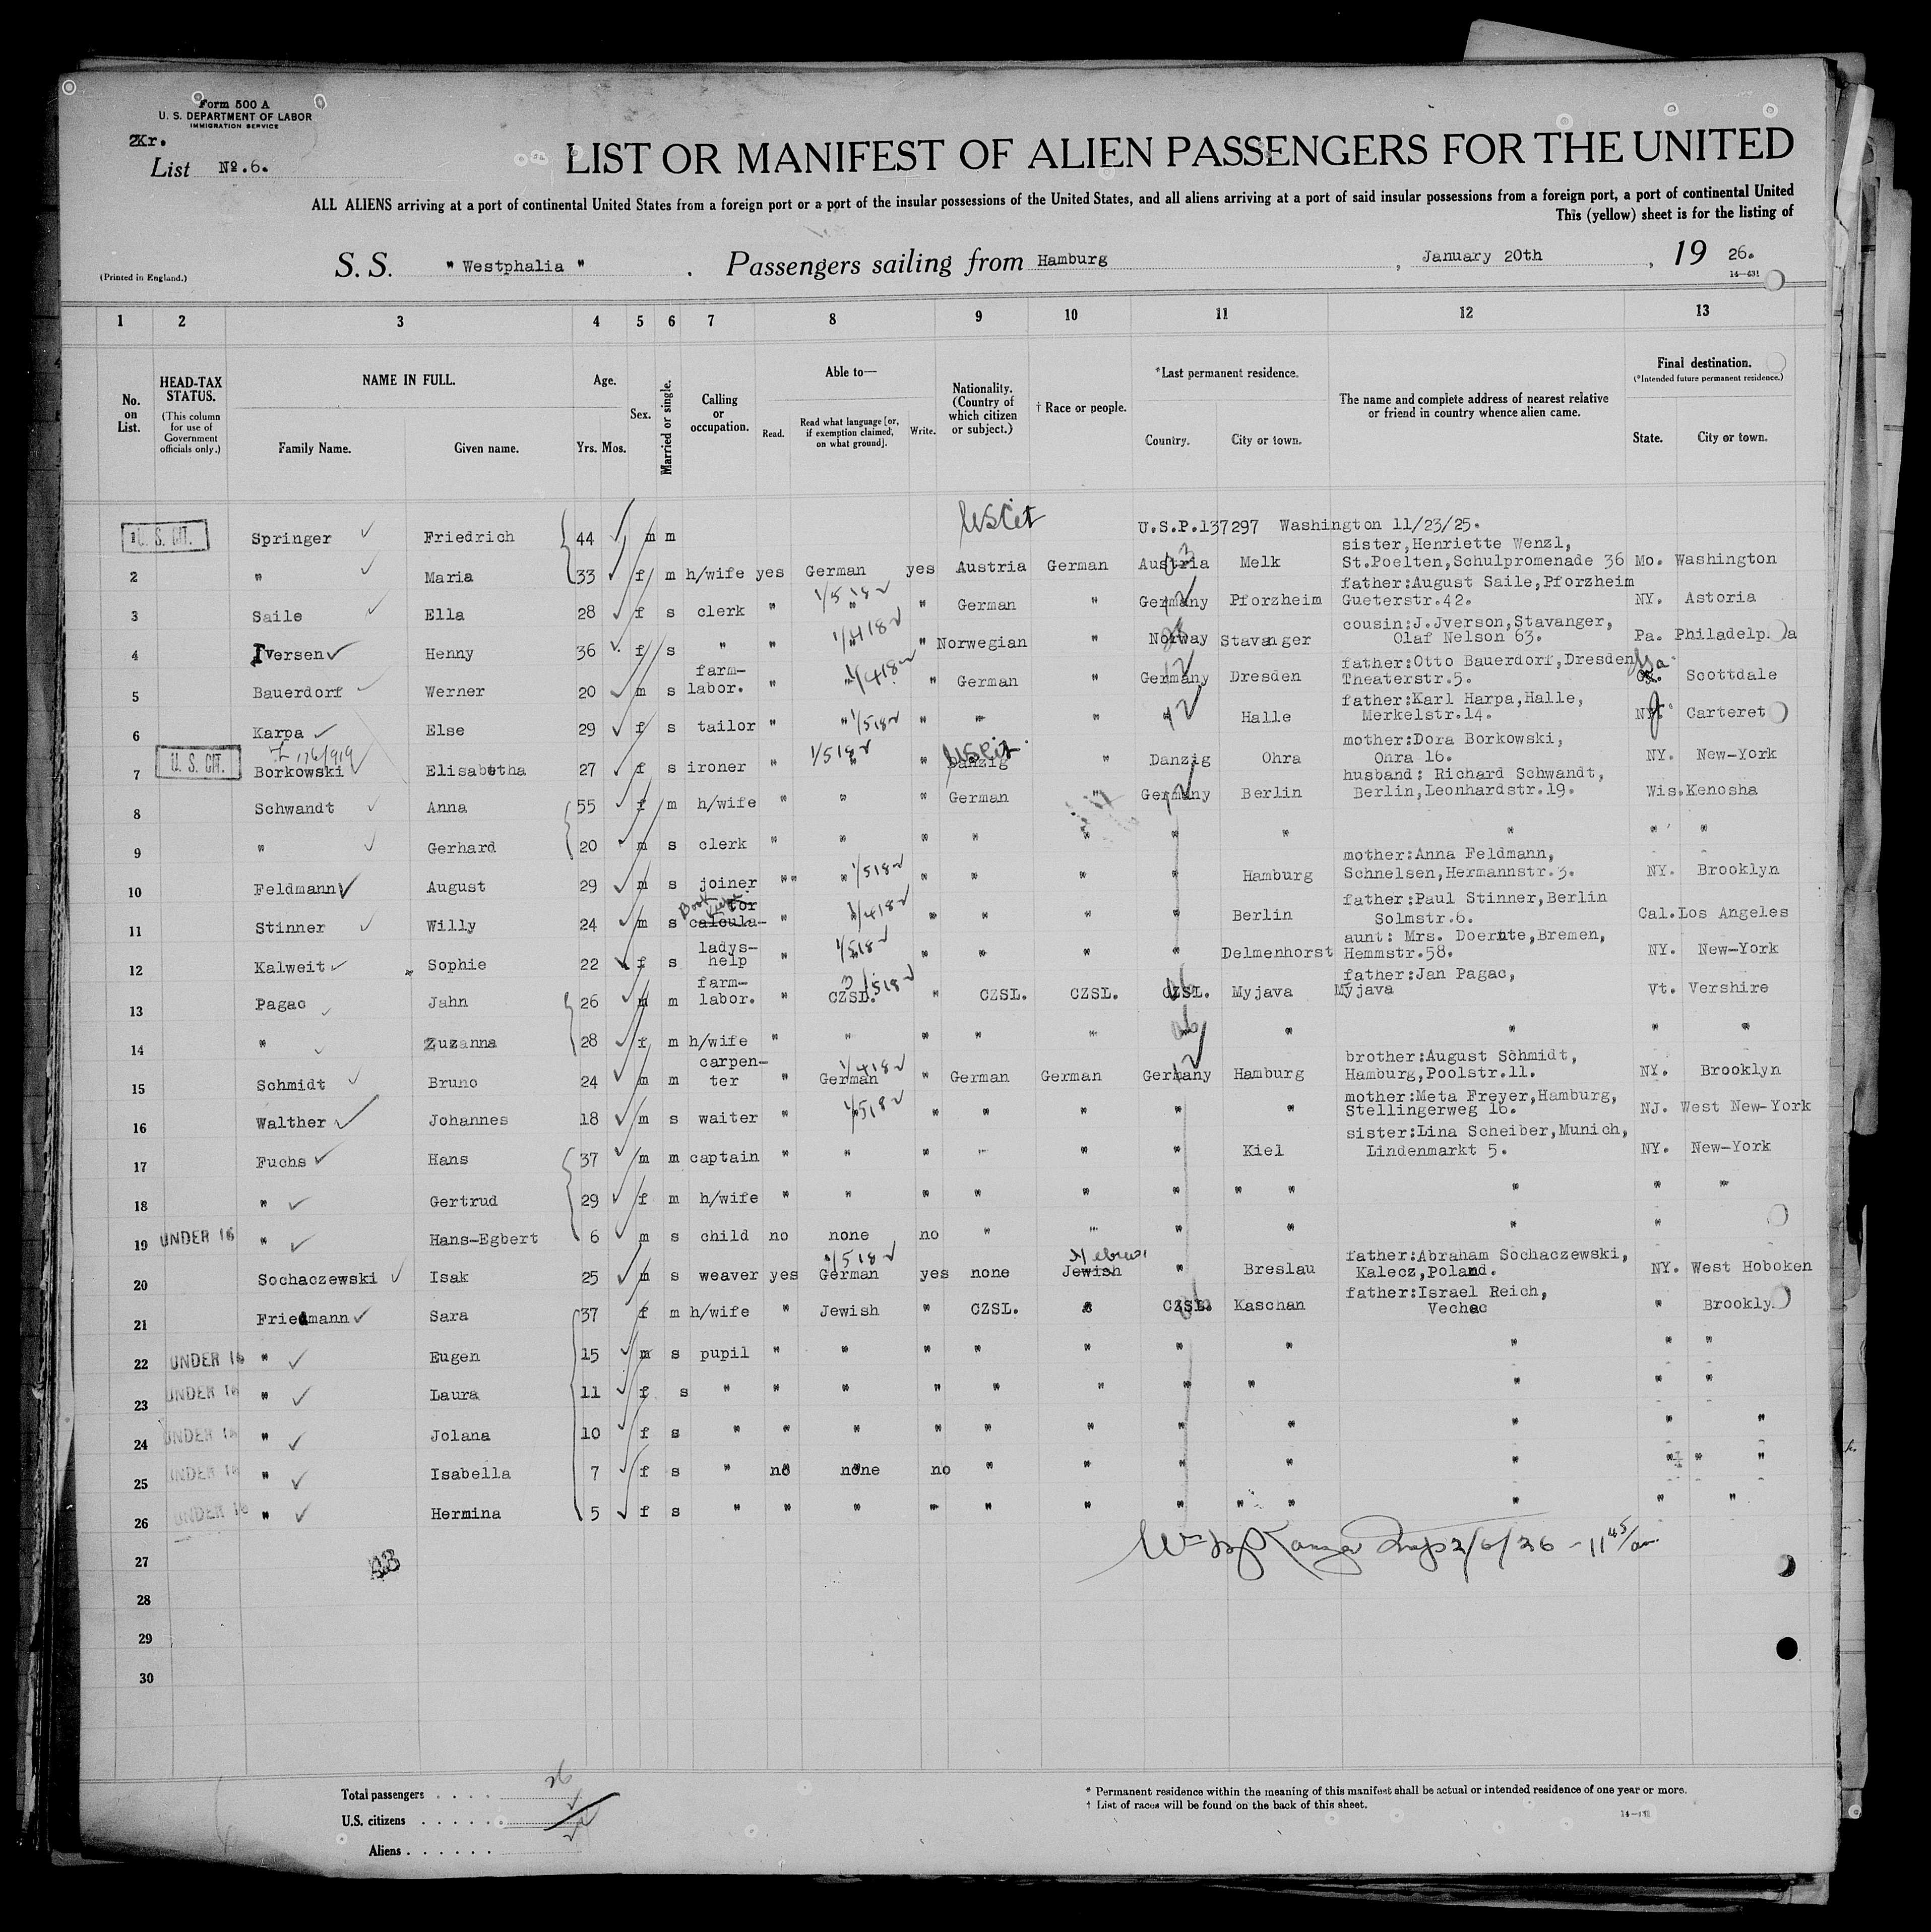 Form 500 A
U. S. DEPARTMENT OF LABOR
IMMIGRATION SERVICE
Kr.
List No.6.
LIST OR MANIFEST OF ALIEN PASSENGERS FOR THE UNITED
ALL ALIENS arriving at a port of continental United States from a foreign port or a port of the insular possessions of the United States, and all aliens arriving at a port of said insular possessions from a foreign port, a port of continental United
This (yellow) sheet is for the listing of
(Printed in England.)
S. S. " Westphalia " . Passengers sailing from Hamburg , January 20th , 19 26.
14—631
1 2 3 4 5 6 7 8 9 10 11 12 13
No. on List.
HEAD-TAX STATUS. (This column for use of Government officials only.)
NAME IN FULL.
Family Name. Given name.
Age.
Yrs. Mos.
Sex.
Married or single.
Calling or occupation.
Able to—
Read. Read what language [or, if exemption claimed, on what ground]. Write.
Nationality. (Country of which citizen or subject.)
† Race or people.
*Last permanent residence.
Country. City or town.
The name and complete address of nearest relative or friend in country whence alien came.
Final destination.
(*Intended future permanent residence.)
State. City or town.
1 U. S. CIT. Springer Friedrich 44 m m US Cit U.S.P.137297 Washington 11/23/25.
2 " Maria 33 f m h/wife yes German yes Austria German Austria Melk sister,Henriette Wenzl, St.Poelten,Schulpromenade 36 Mo. Washington
3 Saile Ella 28 f s clerk " " " German " Germany Pforzheim father:August Saile,Pforzheim Gueterstr.42. NY. Astoria
4 Iversen Henny 36 f s " " " " Norwegian " Norway Stavanger cousin:J.Jverson,Stavanger, Olaf Nelson 63. Pa. Philadelp a
5 Bauerdorf Werner 20 m s farm-labor. " " " German " Germany Dresden father:Otto Bauerdorf,Dresden Theaterstr.5. Scottdale
6 Karpa Else 29 f s tailor " " " " " " Halle father:Karl Harpa,Halle, Merkelstr.14. NJ. Carteret
7 U. S. CIT. Borkowski Elisabetha 27 f s ironer " " " US Cit Danzig " Danzig Ohra mother:Dora Borkowski, Ohra 16. NY. New-York
8 Schwandt Anna 55 f m h/wife " " " German " Germany Berlin husband: Richard Schwandt, Berlin,Leonhardstr.19. Wis. Kenosha
9 " Gerhard 20 m s clerk " " " " " " " " " "
10 Feldmann August 29 m s joiner " " " " " " Hamburg mother:Anna Feldmann, Schnelsen,Hermannstr.3. NY. Brooklyn
11 Stinner Willy 24 m s calcula-tor Book keeper " " " " " " Berlin father:Paul Stinner,Berlin Solmstr.6. Cal. Los Angeles
12 Kalweit Sophie 22 f s ladys-help " " " " " " Delmenhorst aunt: Mrs. Doernte,Bremen, Hemmstr.58. NY. New-York
13 Pagac Jahn 26 m m farm-labor. " CZSL. " CZSL. CZSL. CZSL. Myjava father:Jan Pagac, Myjava Vt. Vershire
14 " Zuzanna 28 f m h/wife " " " " " " " " "
15 Schmidt Bruno 24 m m carpen-ter " German " German German Germany Hamburg brother:August Schmidt, Hamburg,Poolstr.11. NY. Brooklyn
16 Walther Johannes 18 m s waiter " " " " " " " mother:Meta Freyer,Hamburg, Stellingerweg 16. NJ. West New-York
17 Fuchs Hans 37 m m captain " " " " " " Kiel sister:Lina Scheiber,Munich, Lindenmarkt 5. NY. New-York
18 " Gertrud 29 f m h/wife " " " " " " " " " "
19 UNDER 16 " Hans-Egbert 6 m s child no none no " " " " " "
20 Sochaczewski Isak 25 m s weaver yes German yes none Jewish Hebrew " Breslau father:Abraham Sochaczewski, Kalecz,Poland. NY. West Hoboken
21 Friedmann Sara 37 f m h/wife " Jewish " CZSL. " CZSL. Kaschan father:Israel Reich, Vechec " Brookly
22 UNDER 16 " Eugen 15 m s pupil " " " " " " " " " "
23 UNDER 16 " Laura 11 f s " " " " " " " " " " "
24 UNDER 16 " Jolana 10 f s " " " " " " " " " " "
25 UNDER 16 " Isabella 7 f s " no none no " " " " " " "
26 UNDER 16 " Hermina 5 f s " " " " " " " " " " "
27
28
29
30
2/6/26 - 11 45/am
Total passengers . . . . 26
U.S. citizens . . . . .
Aliens . . . . . .
* Permanent residence within the meaning of this manifest shall be actual or intended residence of one year or more.
† List of races will be found on the back of this sheet.